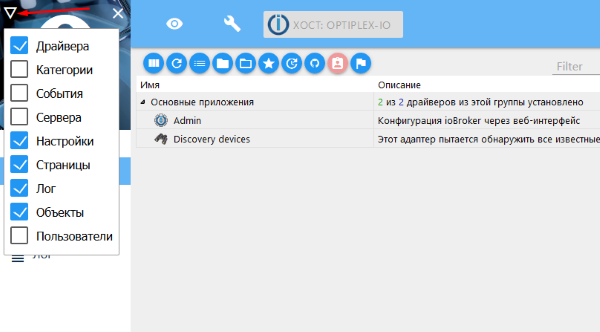 Драйвера
Категории
События
Сервера
Настройки
Страницы
Лог
Объекты
Пользователи
Лог
ХОСТ: OPTIPLEX-IO
Filter
Имя Описание
Основные приложения 2 из 2 драйверов из этой группы установлено
Admin Конфигурация ioBroker через веб-интерфейс
Discovery devices Этот адаптер пытается обнаружить все известные